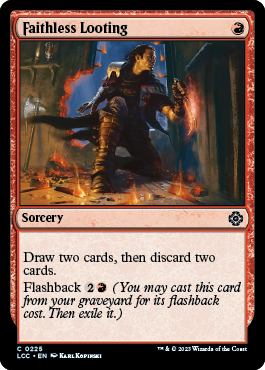 Faithless Looting
Sorcery
Draw two cards, then discard two
cards.
Flashback 2 (You may cast this card
from your graveyard for its flashback
cost. Then exile it.)
C 0225
LCC • EN KARL KOPINSKI
™ & © 2023 Wizards of the Coast